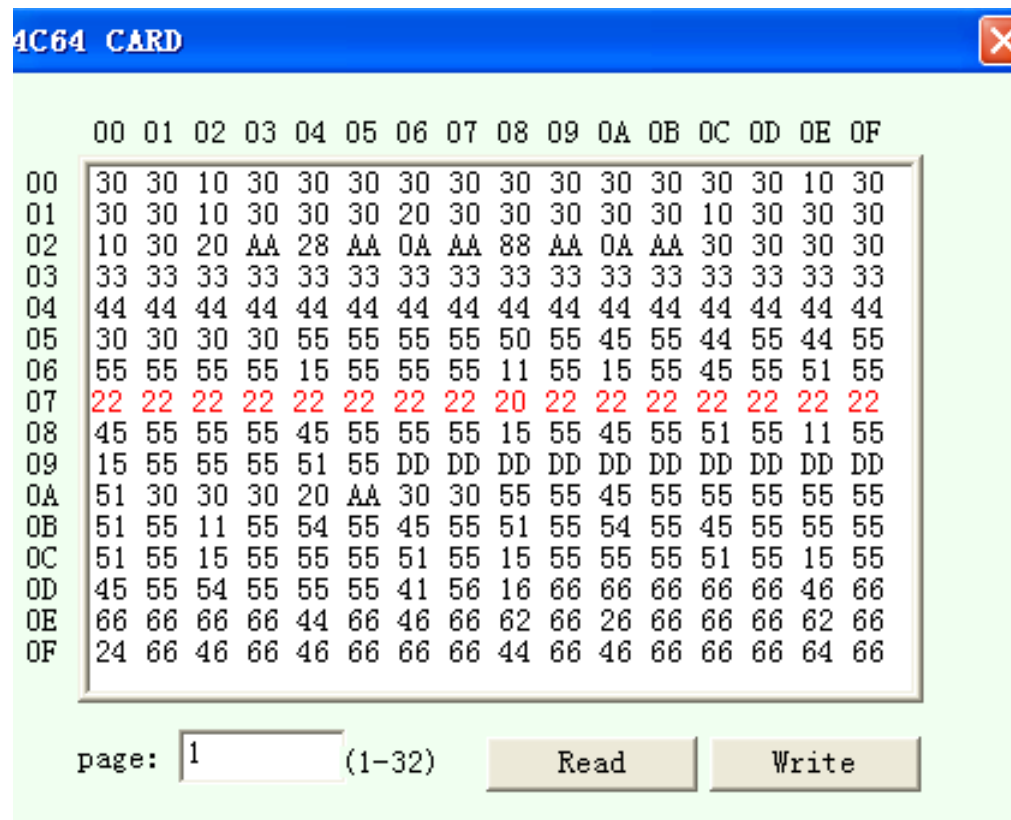 4C64 CARD
00 01 02 03 04 05 06 07 08 09 0A 0B 0C 0D 0E 0F
00 30 30 10 30 30 30 30 30 30 30 30 30 30 30 10 30
01 30 30 10 30 30 30 20 30 30 30 30 30 10 30 30 30
02 10 30 20 AA 28 AA 0A AA 88 AA 0A AA 30 30 30 30
03 33 33 33 33 33 33 33 33 33 33 33 33 33 33 33 33
04 44 44 44 44 44 44 44 44 44 44 44 44 44 44 44 44
05 30 30 30 30 55 55 55 55 50 55 45 55 44 55 44 55
06 55 55 55 55 15 55 55 55 11 55 15 55 45 55 51 55
07 22 22 22 22 22 22 22 22 20 22 22 22 22 22 22 22
08 45 55 55 55 45 55 55 55 15 55 45 55 51 55 11 55
09 15 55 55 55 51 55 DD DD DD DD DD DD DD DD DD DD
0A 51 30 30 30 20 AA 30 30 55 55 45 55 55 55 55 55
0B 51 55 11 55 54 55 45 55 51 55 54 55 45 55 55 55
0C 51 55 15 55 55 55 51 55 15 55 55 55 51 55 15 55
0D 45 55 54 55 55 55 41 56 16 66 66 66 66 66 46 66
0E 66 66 66 66 44 66 46 66 62 66 26 66 66 66 62 66
0F 24 66 46 66 46 66 66 66 44 66 46 66 66 66 64 66
page: 1 (1-32) Read Write